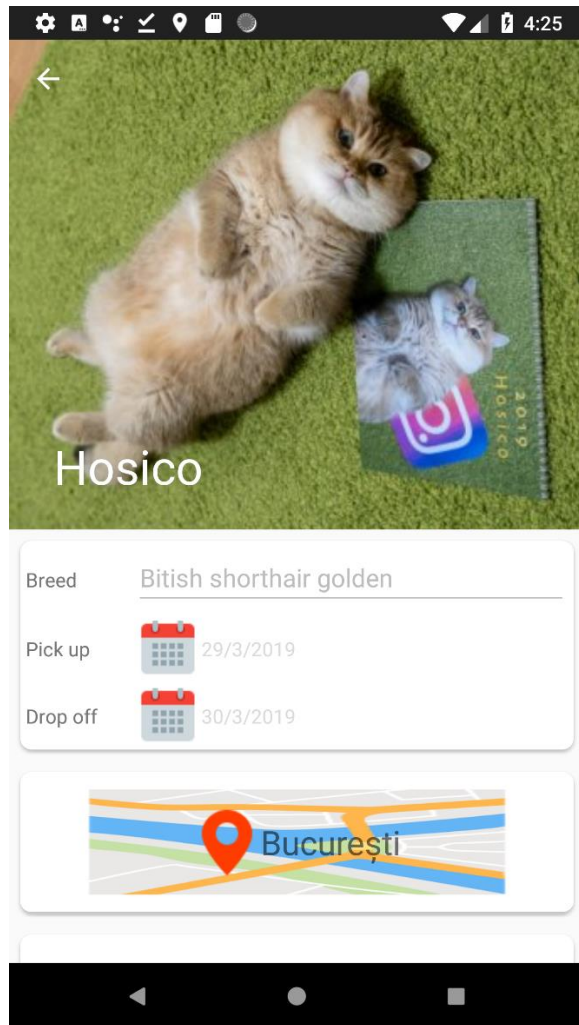 4:25
2019
Hosico
Hosico
Breed
Bitish shorthair golden
Pick up
29/3/2019
Drop off
30/3/2019
București